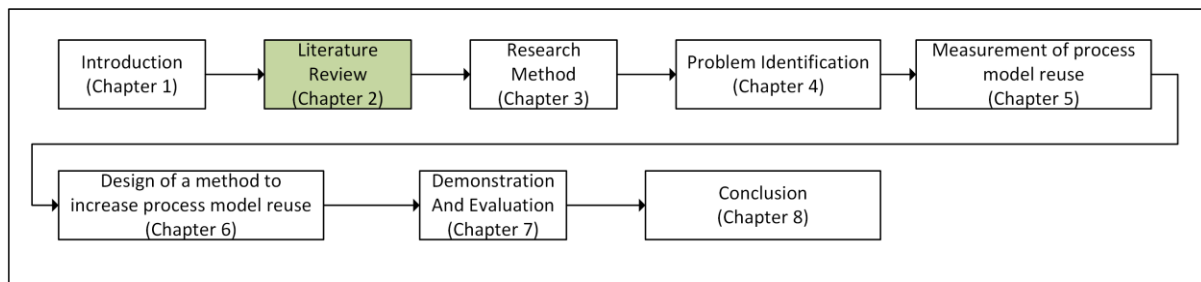 Introduction
(Chapter 1)
Literature
Review
(Chapter 2)
Research
Method
(Chapter 3)
Problem Identification
(Chapter 4)
Measurement of process
model reuse
(Chapter 5)
Design of a method to
increase process model reuse
(Chapter 6)
Demonstration
And Evaluation
(Chapter 7)
Conclusion
(Chapter 8)